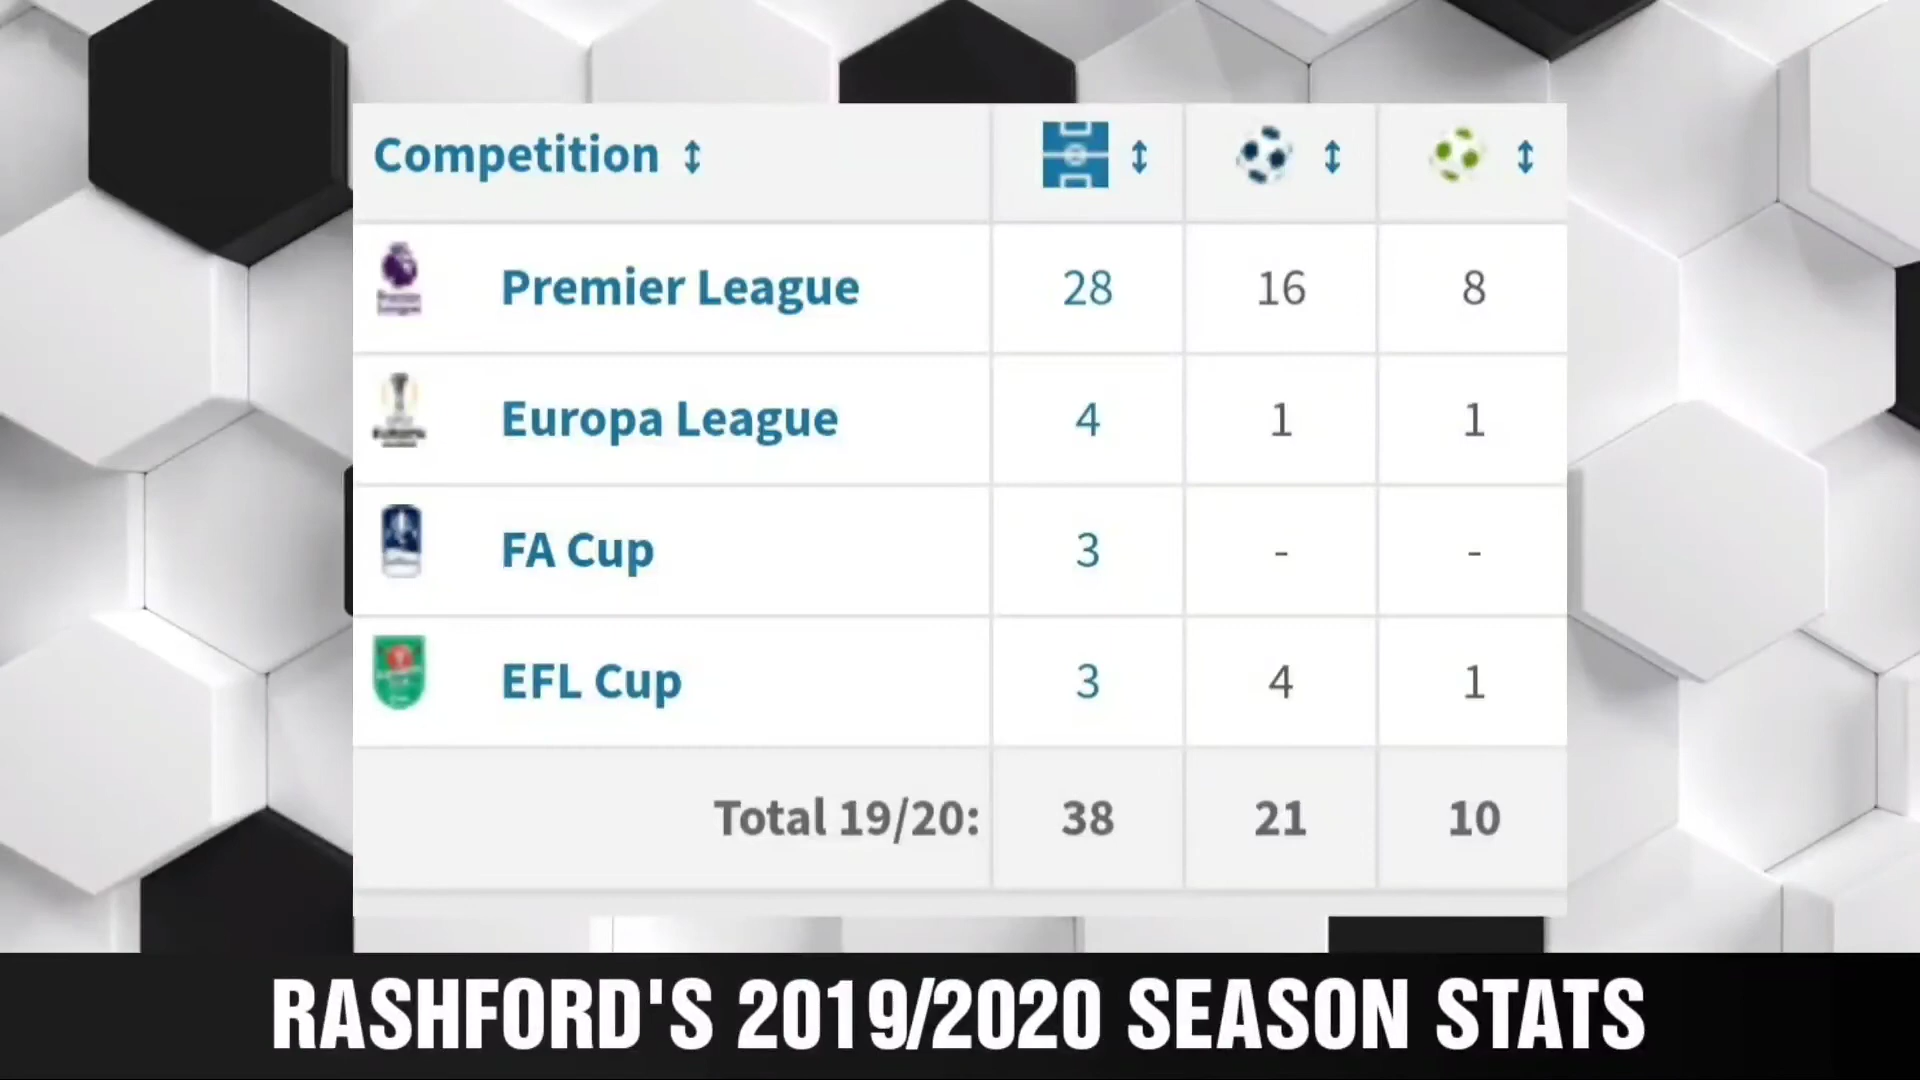 Competition
Premier League 28 16 8
Europa League 4 1 1
FA Cup 3 - -
EFL Cup 3 4 1
Total 19/20: 38 21 10
RASHFORD'S 2019/2020 SEASON STATS